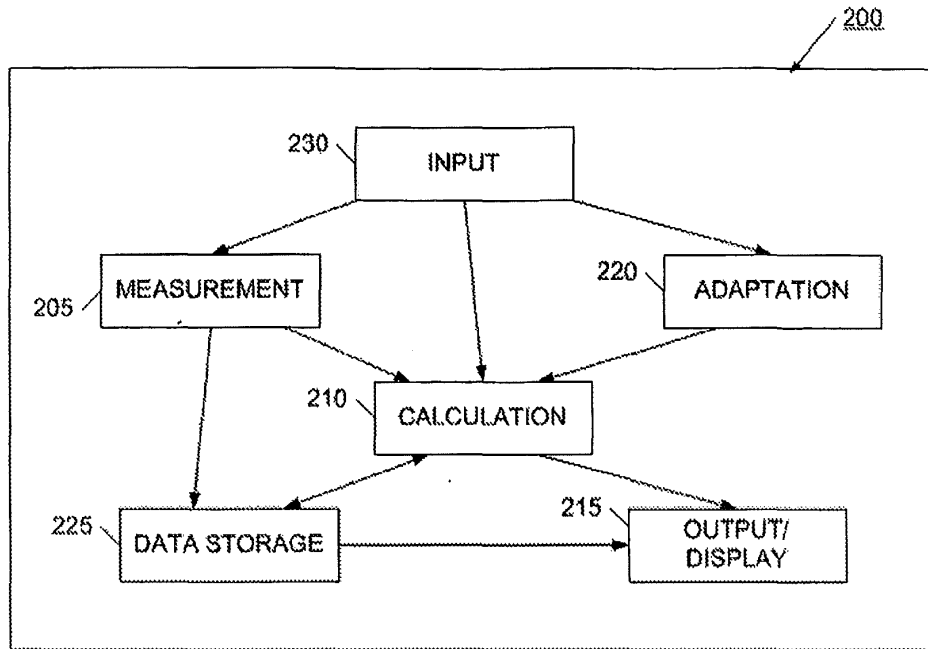 200
230
INPUT
205
MEASUREMENT
220
ADAPTATION
210
CALCULATION
225
DATA STORAGE
215
OUTPUT/
DISPLAY